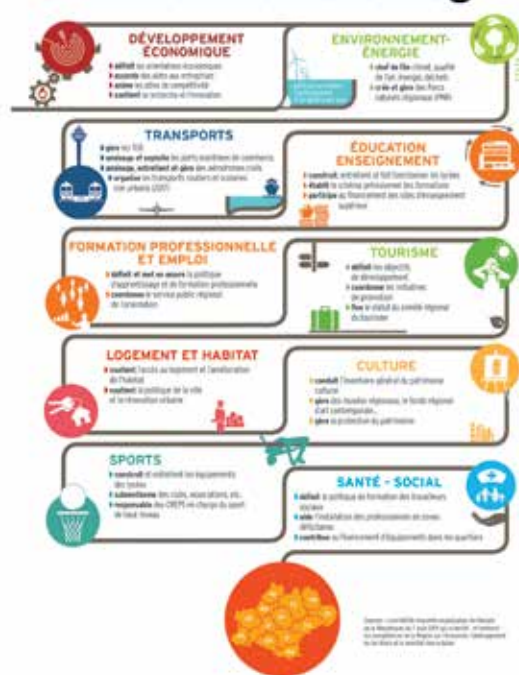 DÉVELOPPEMENT
ÉCONOMIQUE
définit les orientations économiques
accorde des aides aux entreprises
anime les pôles de compétitivité
soutient la recherche et l'innovation
ENVIRONNEMENT-
ÉNERGIE
chef de file climat, qualité
de l'air, énergie, déchets
crée et gère des Parcs
naturels régionaux (PNR)
TRANSPORTS
gère les TER
aménage et exploite les ports maritimes de commerce
aménage, entretient et gère des aérodromes civils
organise les transports routiers et scolaires
non urbains (2017)
ÉDUCATION
ENSEIGNEMENT
construit, entretient et fait fonctionner les lycées
établit le schéma prévisionnel des formations
participe au financement des sites d'enseignement
supérieur
FORMATION PROFESSIONNELLE
ET EMPLOI
définit et met en œuvre la politique
d'apprentissage et de formation professionnelle
coordonne le service public régional
de l'orientation
TOURISME
définit les objectifs
de développement
coordonne les initiatives
de promotion
fixe le statut du comité régional
du tourisme
LOGEMENT ET HABITAT
soutient l'accès au logement et l'amélioration
de l'habitat
soutient la politique de la ville
et la rénovation urbaine
CULTURE
conduit l'inventaire général du patrimoine
culturel
gère des musées régionaux, le fonds régional
d'art contemporain...
gère la protection du patrimoine
SPORTS
construit et entretient les équipements
des lycées
subventionne des clubs, associations, etc.
responsable des CREPS en charge du sport
de haut niveau
SANTÉ - SOCIAL
définit la politique de formation des travailleurs
sociaux
aide l'installation des professionnels en zones
déficitaires
contribue au financement d'équipements dans les quartiers